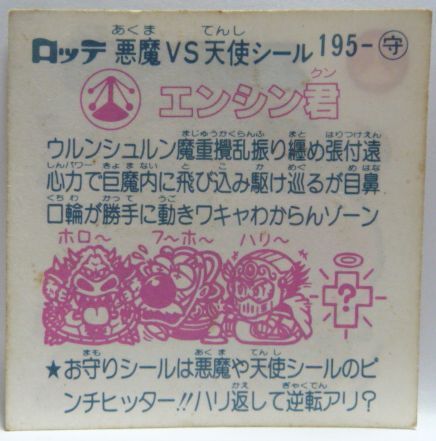 ロッテ 悪魔VS天使シール 195-守
エンシン君
ウルンシュルン魔重攪乱振り纏め張付遠
心力で巨魔内に飛び込み駆け巡るが目鼻
口輪が勝手に動きワキャわからんゾーン
ホロ〜 フ〜ホ〜 ハリ〜
?
★お守りシールは悪魔や天使シールのピ
ンチヒッター!!ハリ返して逆転アリ?